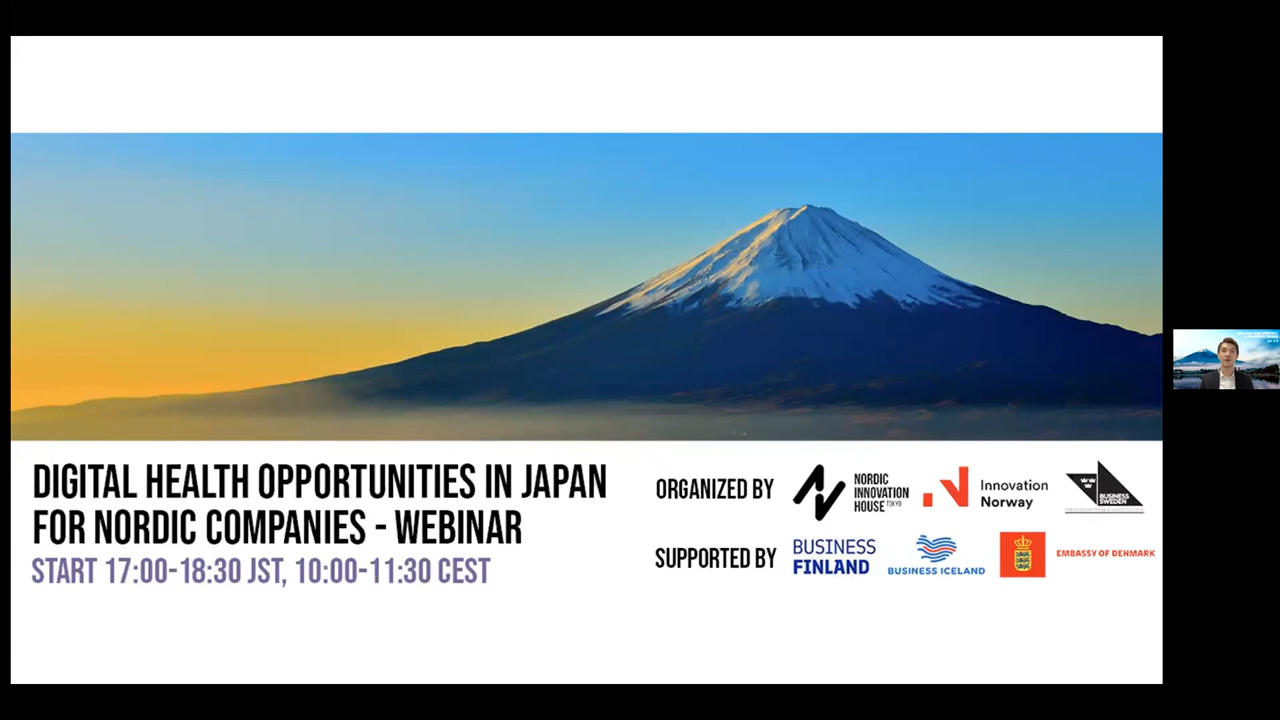 DIGITAL HEALTH OPPORTUNITIES IN JAPAN
FOR NORDIC COMPANIES - WEBINAR
START 17:00-18:30 JST, 10:00-11:30 CEST
ORGANIZED BY
NORDIC
INNOVATION
HOUSE TOKYO
Innovation
Norway
BUSINESS
SWEDEN
SUPPORTED BY
BUSINESS
FINLAND
BUSINESS ICELAND
EMBASSY OF DENMARK